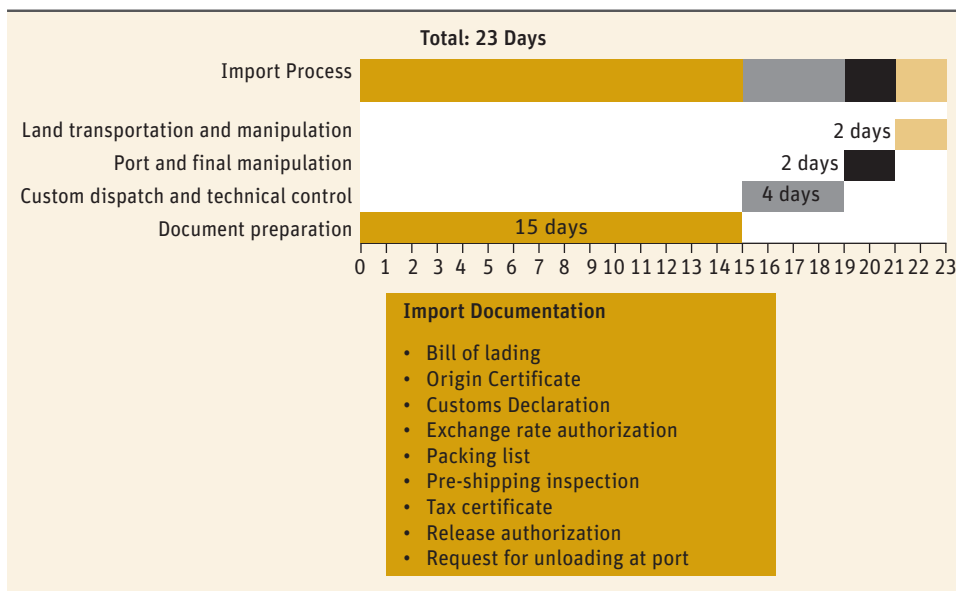 Total: 23 Days
Import Process
Land transportation and manipulation
2 days
Port and final manipulation
2 days
Custom dispatch and technical control
4 days
Document preparation
15 days
0 1 2 3 4 5 6 7 8 9 10 11 12 13 14 15 16 17 18 19 20 21 22 23
Import Documentation
• Bill of lading
• Origin Certificate
• Customs Declaration
• Exchange rate authorization
• Packing list
• Pre-shipping inspection
• Tax certificate
• Release authorization
• Request for unloading at port